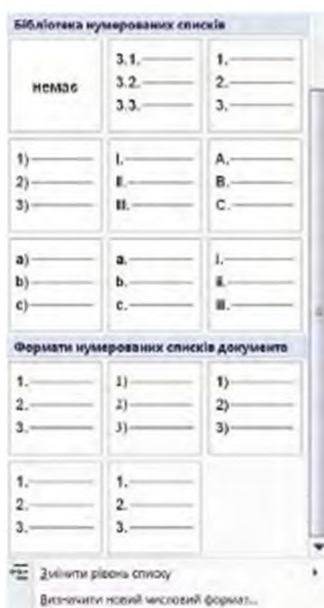 Бібліотека нумерованих списків
немає
3.1.
3.2.
3.3.
1.
2.
3.
1)
2)
3)
I.
II.
III.
A.
B.
C.
a)
b)
c)
a.
b.
c.
i.
ii.
iii.
Формати нумерованих списків документа
1.
2.
3.
1)
2)
3)
1)
2)
3)
1.
2.
3.
1.
2.
3.
Змінити рівень списку
Визначити новий числовий формат...